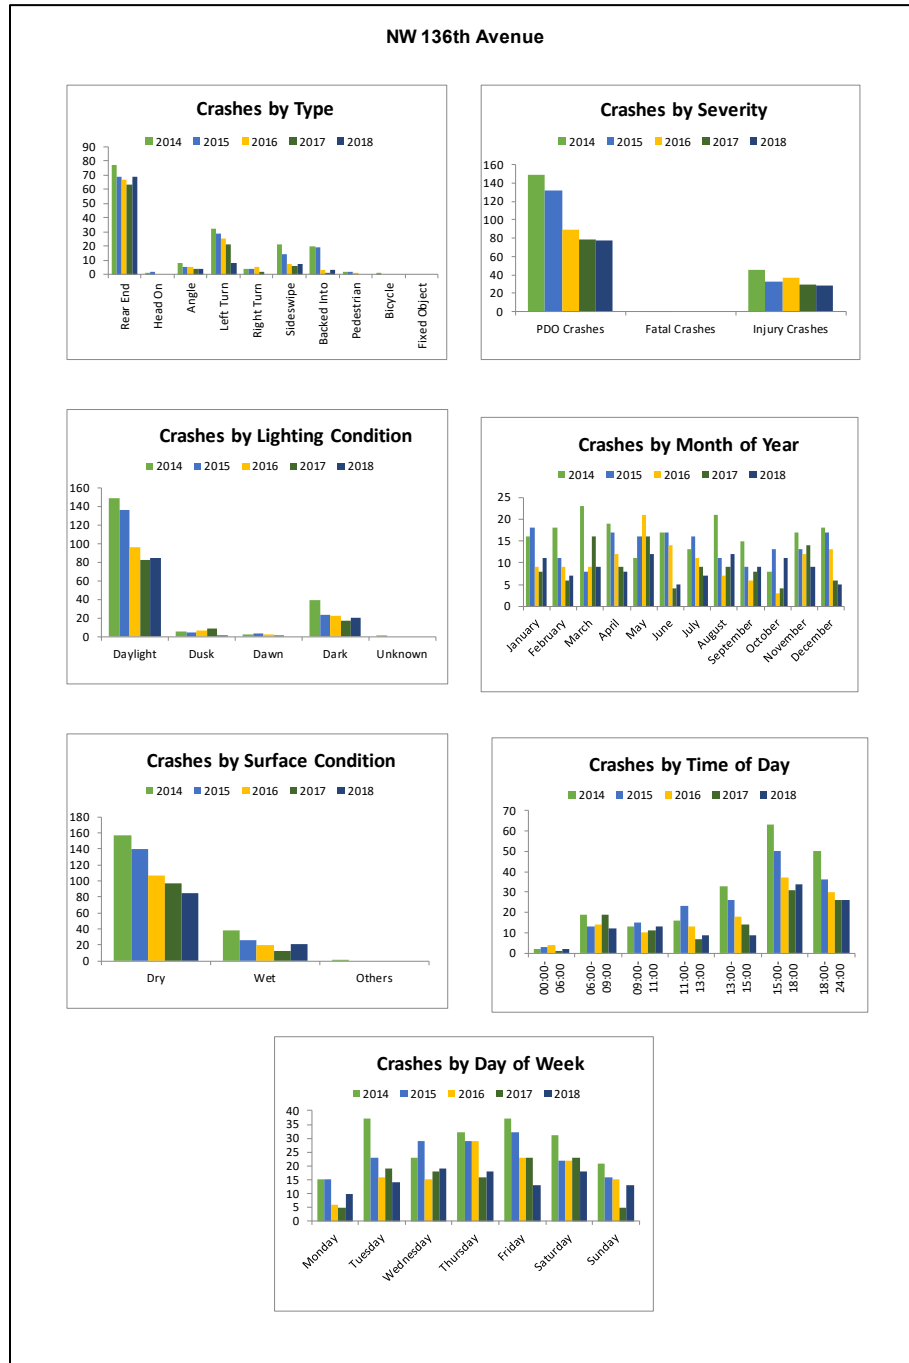 NW 136th Avenue
Crashes by Type
2014 2015 2016 2017 2018
90
80
70
60
50
40
30
20
10
0
Rear End
Head On
Angle
Left Turn
Right Turn
Sideswipe
Backed Into
Pedestrian
Bicycle
Fixed Object
Crashes by Severity
2014 2015 2016 2017 2018
160
140
120
100
80
60
40
20
0
PDO Crashes Fatal Crashes Injury Crashes
Crashes by Lighting Condition
2014 2015 2016 2017 2018
160
140
120
100
80
60
40
20
0
Daylight Dusk Dawn Dark Unknown
Crashes by Month of Year
2014 2015 2016 2017 2018
25
20
15
10
5
0
January
February
March
April
May
June
July
August
September
October
November
December
Crashes by Surface Condition
2014 2015 2016 2017 2018
180
160
140
120
100
80
60
40
20
0
Dry Wet Others
Crashes by Time of Day
2014 2015 2016 2017 2018
70
60
50
40
30
20
10
0
00:00-
06:00
06:00-
09:00
09:00-
11:00
11:00-
13:00
13:00-
15:00
15:00-
18:00
18:00-
24:00
Crashes by Day of Week
2014 2015 2016 2017 2018
40
35
30
25
20
15
10
5
0
Monday
Tuesday
Wednesday
Thursday
Friday
Saturday
Sunday